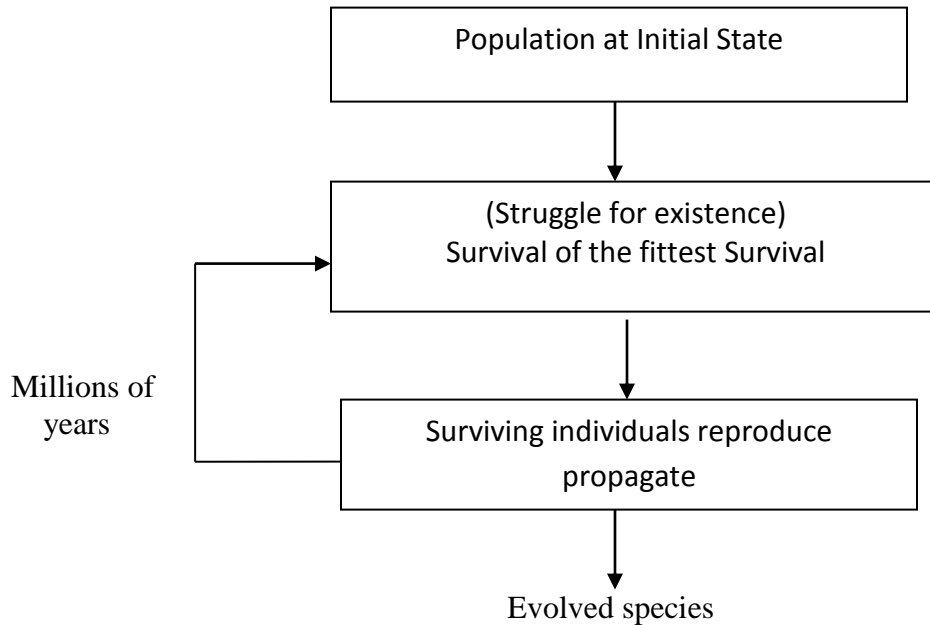 Population at Initial State
(Struggle for existence)
Survival of the fittest Survival
Millions of
years
Surviving individuals reproduce
propagate
Evolved species